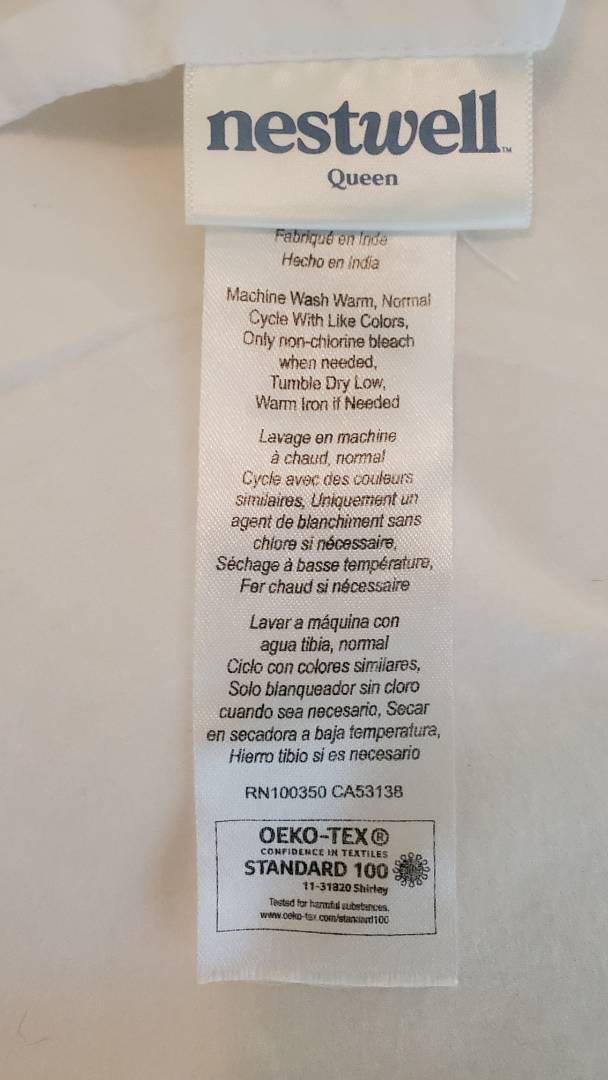 nestwell™
Queen
Fabriqué en Inde
Hecho en India
Machine Wash Warm, Normal
Cycle With Like Colors,
Only non-chlorine bleach
when needed,
Tumble Dry Low,
Warm Iron if Needed
Lavage en machine
à chaud, normal
Cycle avec des couleurs
similaires, Uniquement un
agent de blanchiment sans
chlore si nécessaire,
Séchage à basse température,
Fer chaud si nécessaire
Lavar a máquina con
agua tibia, normal
Ciclo con colores similares,
Solo blanqueador sin cloro
cuando sea necesario, Secar
en secadora a baja temperatura,
Hierro tibio si es necesario
RN100350 CA53138
OEKO-TEX®
CONFIDENCE IN TEXTILES
STANDARD 100
11-31820 Shirley
Tested for harmful substances.
www.oeko-tex.com/standard100